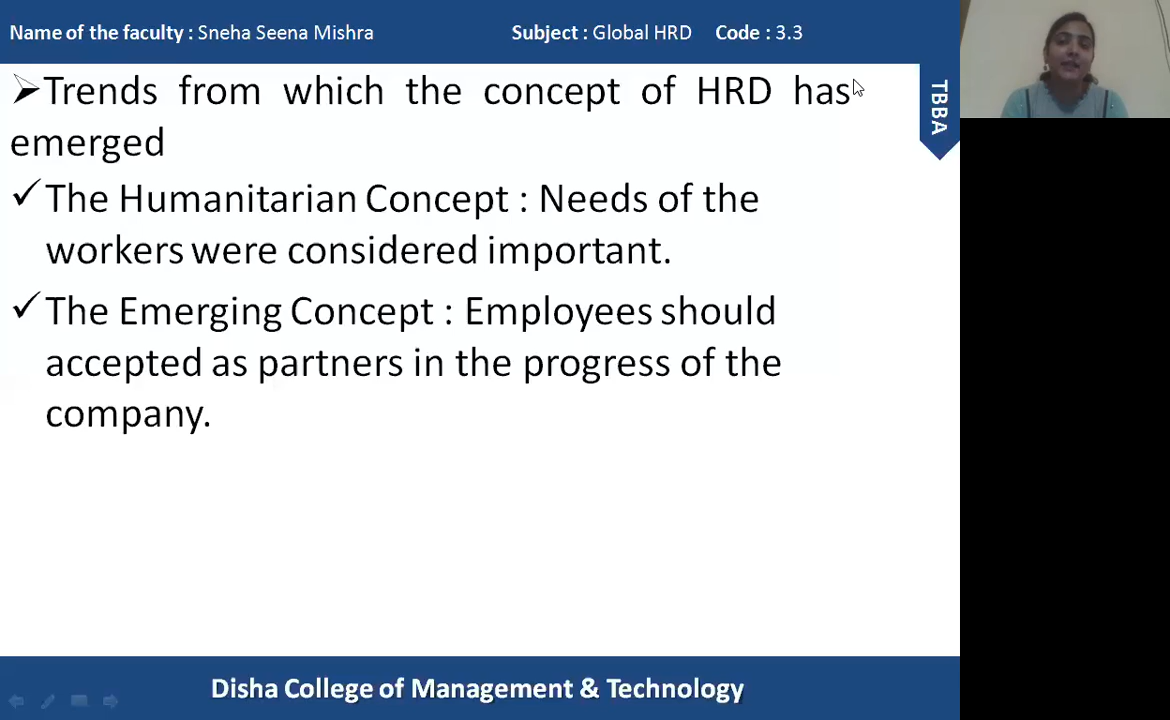 Name of the faculty : Sneha Seena Mishra Subject : Global HRD Code : 3.3
TBBA
➢Trends from which the concept of HRD has
emerged
✓The Humanitarian Concept : Needs of the
workers were considered important.
✓The Emerging Concept : Employees should
accepted as partners in the progress of the
company.
Disha College of Management & Technology